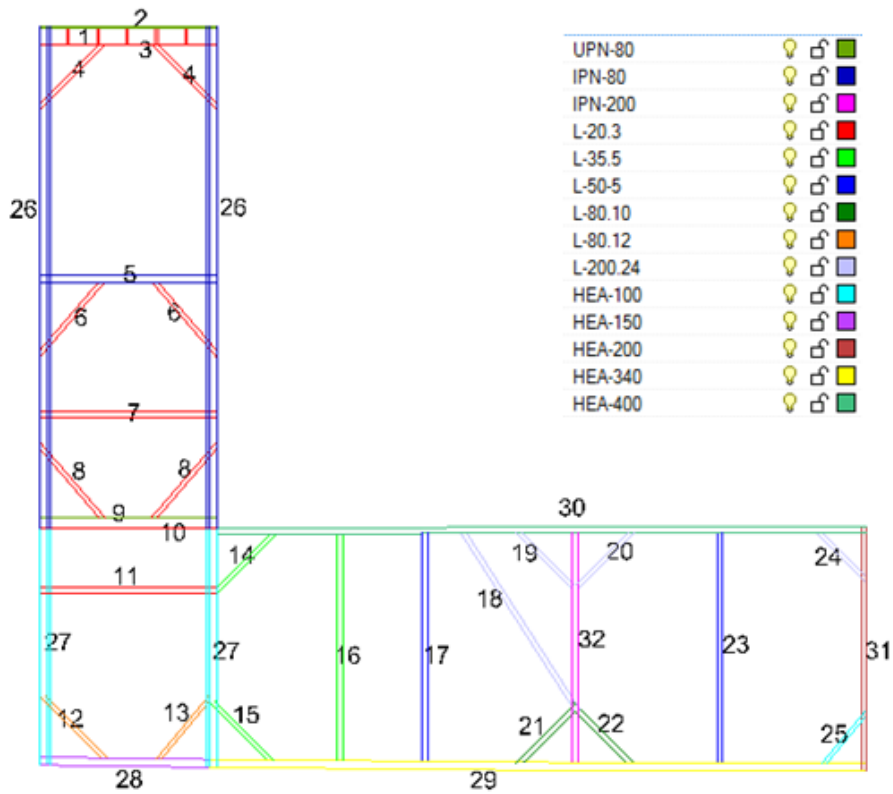 2
1
3
4
4
UPN-80
IPN-80
IPN-200
L-20.3
L-35.5
L-50-5
L-80.10
L-80.12
L-200.24
HEA-100
HEA-150
HEA-200
HEA-340
HEA-400
26
26
5
6
6
7
8
8
9
10
30
11
14
19
20
24
18
27
27
16
17
32
23
31
12
13
15
21
22
25
28
29